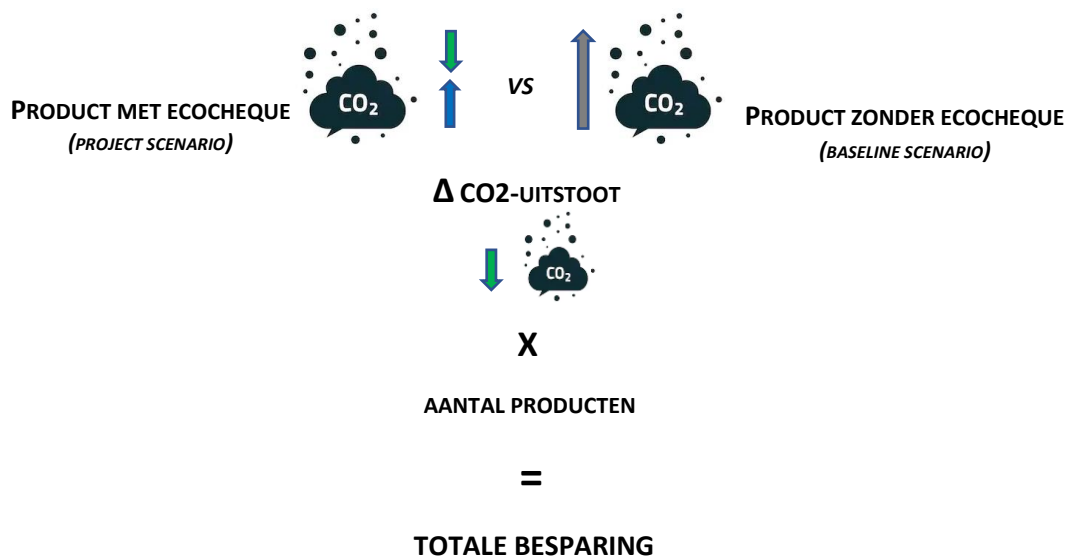 PRODUCT MET ECOCHEQUE
(PROJECT SCENARIO)
CO2
VS
CO2
PRODUCT ZONDER ECOCHEQUE
(BASELINE SCENARIO)
Δ CO2-UITSTOOT
CO2
X
AANTAL PRODUCTEN
=
TOTALE BESPARING